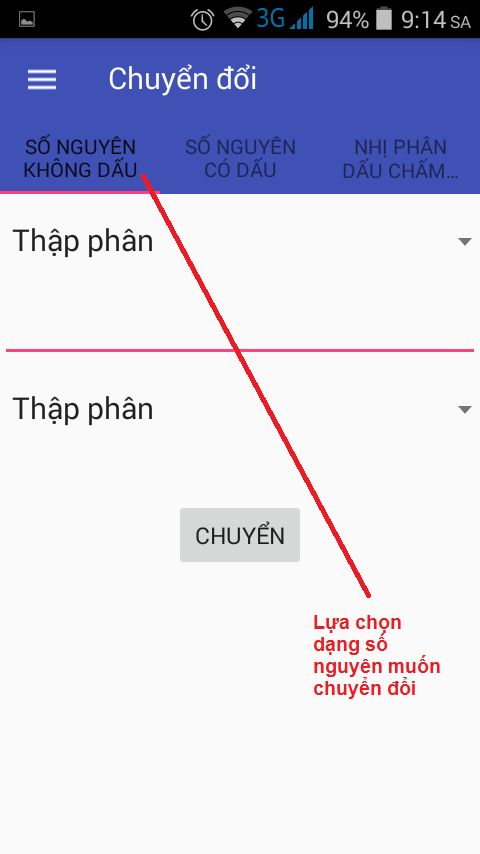 3G 94% 9:14 SA
Chuyển đổi
SỐ NGUYÊN
KHÔNG DẤU
SỐ NGUYÊN
CÓ DẤU
NHỊ PHÂN
DẤU CHẤM...
Thập phân
Thập phân
CHUYỂN
Lựa chọn
dạng số
nguyên muốn
chuyển đổi